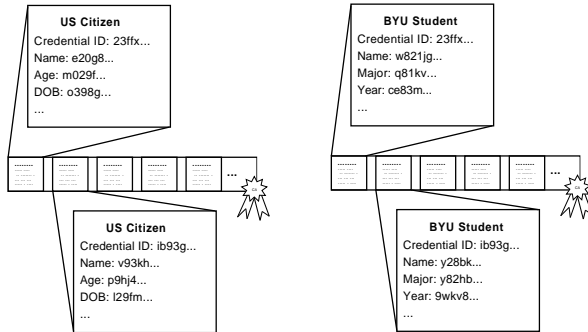 US Citizen
Credential ID: 23ffx...
Name: e20g8...
Age: m029f...
DOB: o398g...
...
...
US Citizen
Credential ID: ib93g...
Name: v93kh...
Age: p9hj4...
DOB: l29fm...
...
BYU Student
Credential ID: 23ffx...
Name: w821jg...
Major: q81kv...
Year: ce83m...
...
...
BYU Student
Credential ID: ib93g...
Name: y28bk...
Major: y82hb...
Year: 9wkv8...
...